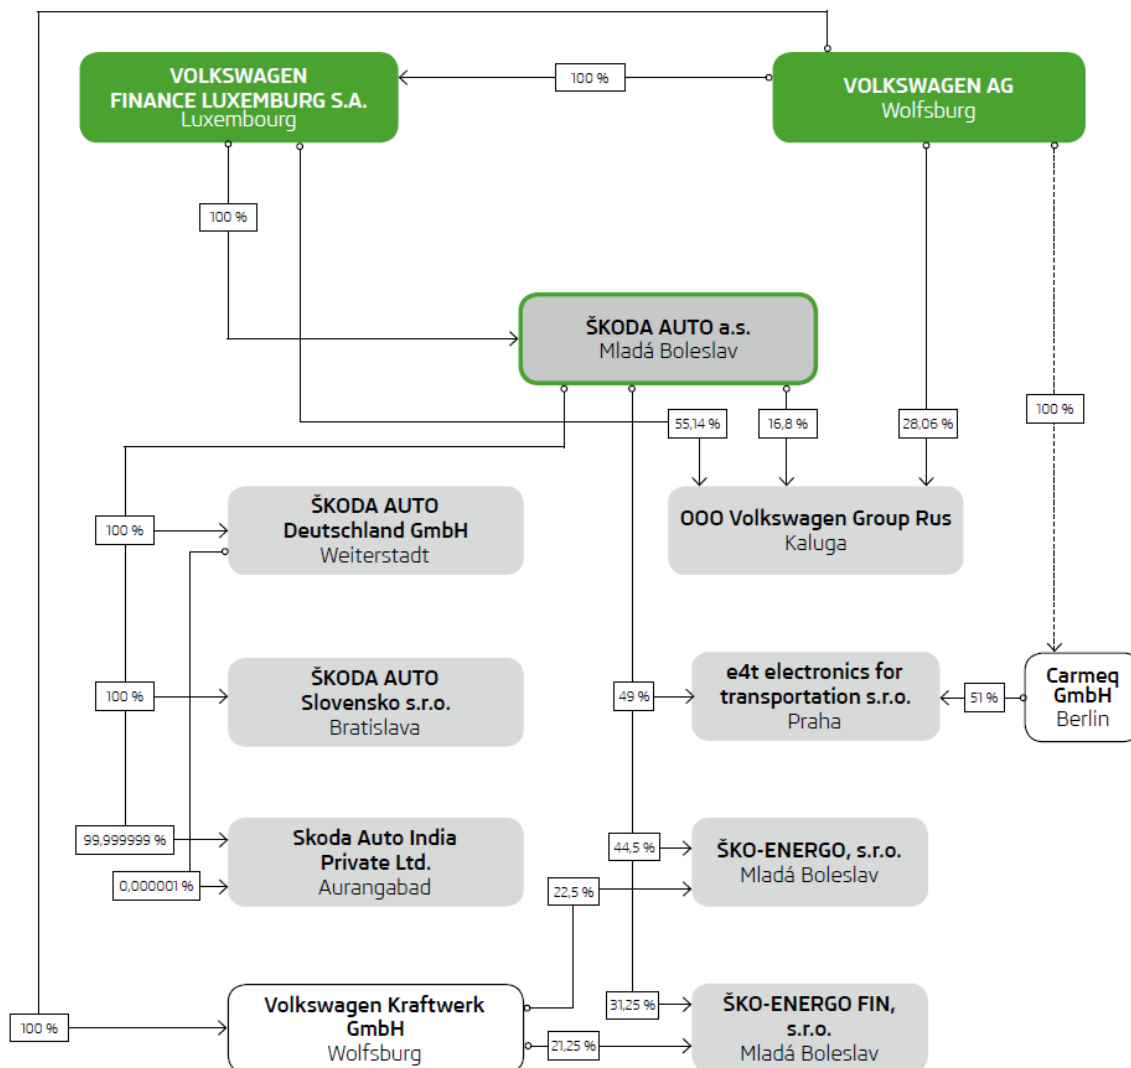 100 %
VOLKSWAGEN
FINANCE LUXEMBURG S.A.
Luxembourg
VOLKSWAGEN AG
Wolfsburg
100 %
ŠKODA AUTO a.s.
Mladá Boleslav
55,14 %
16,8 %
28,06 %
100 %
ŠKODA AUTO
Deutschland GmbH
Weiterstadt
100 %
OOO Volkswagen Group Rus
Kaluga
ŠKODA AUTO
Slovensko s.r.o.
Bratislava
100 %
49 %
e4t electronics for
transportation s.r.o.
Praha
51 %
Carmeq
GmbH
Berlin
99,999999 %
0,000001 %
Skoda Auto India
Private Ltd.
Aurangabad
44,5 %
22,5 %
ŠKO-ENERGO, s.r.o.
Mladá Boleslav
100 %
Volkswagen Kraftwerk
GmbH
Wolfsburg
31,25 %
21,25 %
ŠKO-ENERGO FIN,
s.r.o.
Mladá Boleslav